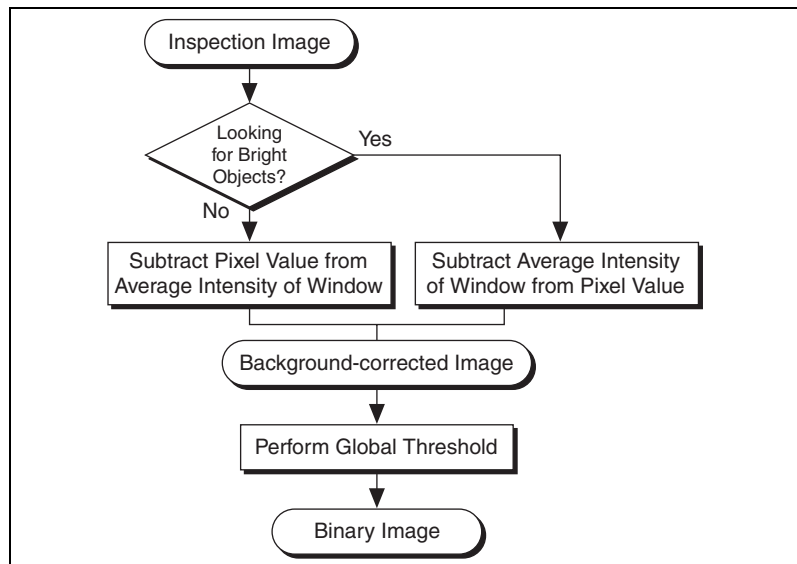 Inspection Image
Looking
for Bright
Objects?
Yes
No
Subtract Pixel Value from
Average Intensity of Window
Subtract Average Intensity
of Window from Pixel Value
Background-corrected Image
Perform Global Threshold
Binary Image